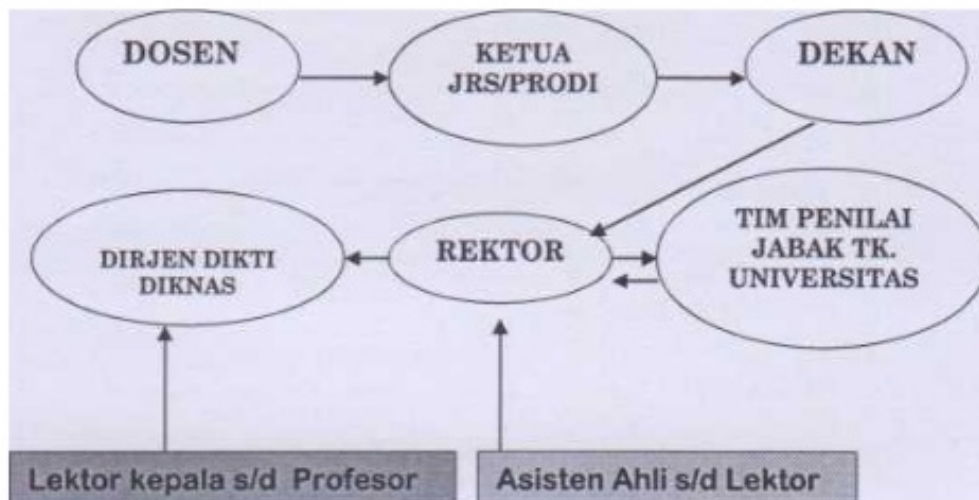 DOSEN
KETUA
JRS/PRODI
DEKAN
DIRJEN DIKTI
DIKNAS
REKTOR
TIM PENILAI
JABAK TK.
UNIVERSITAS
Lektor kepala s/d Profesor
Asisten Ahli s/d Lektor